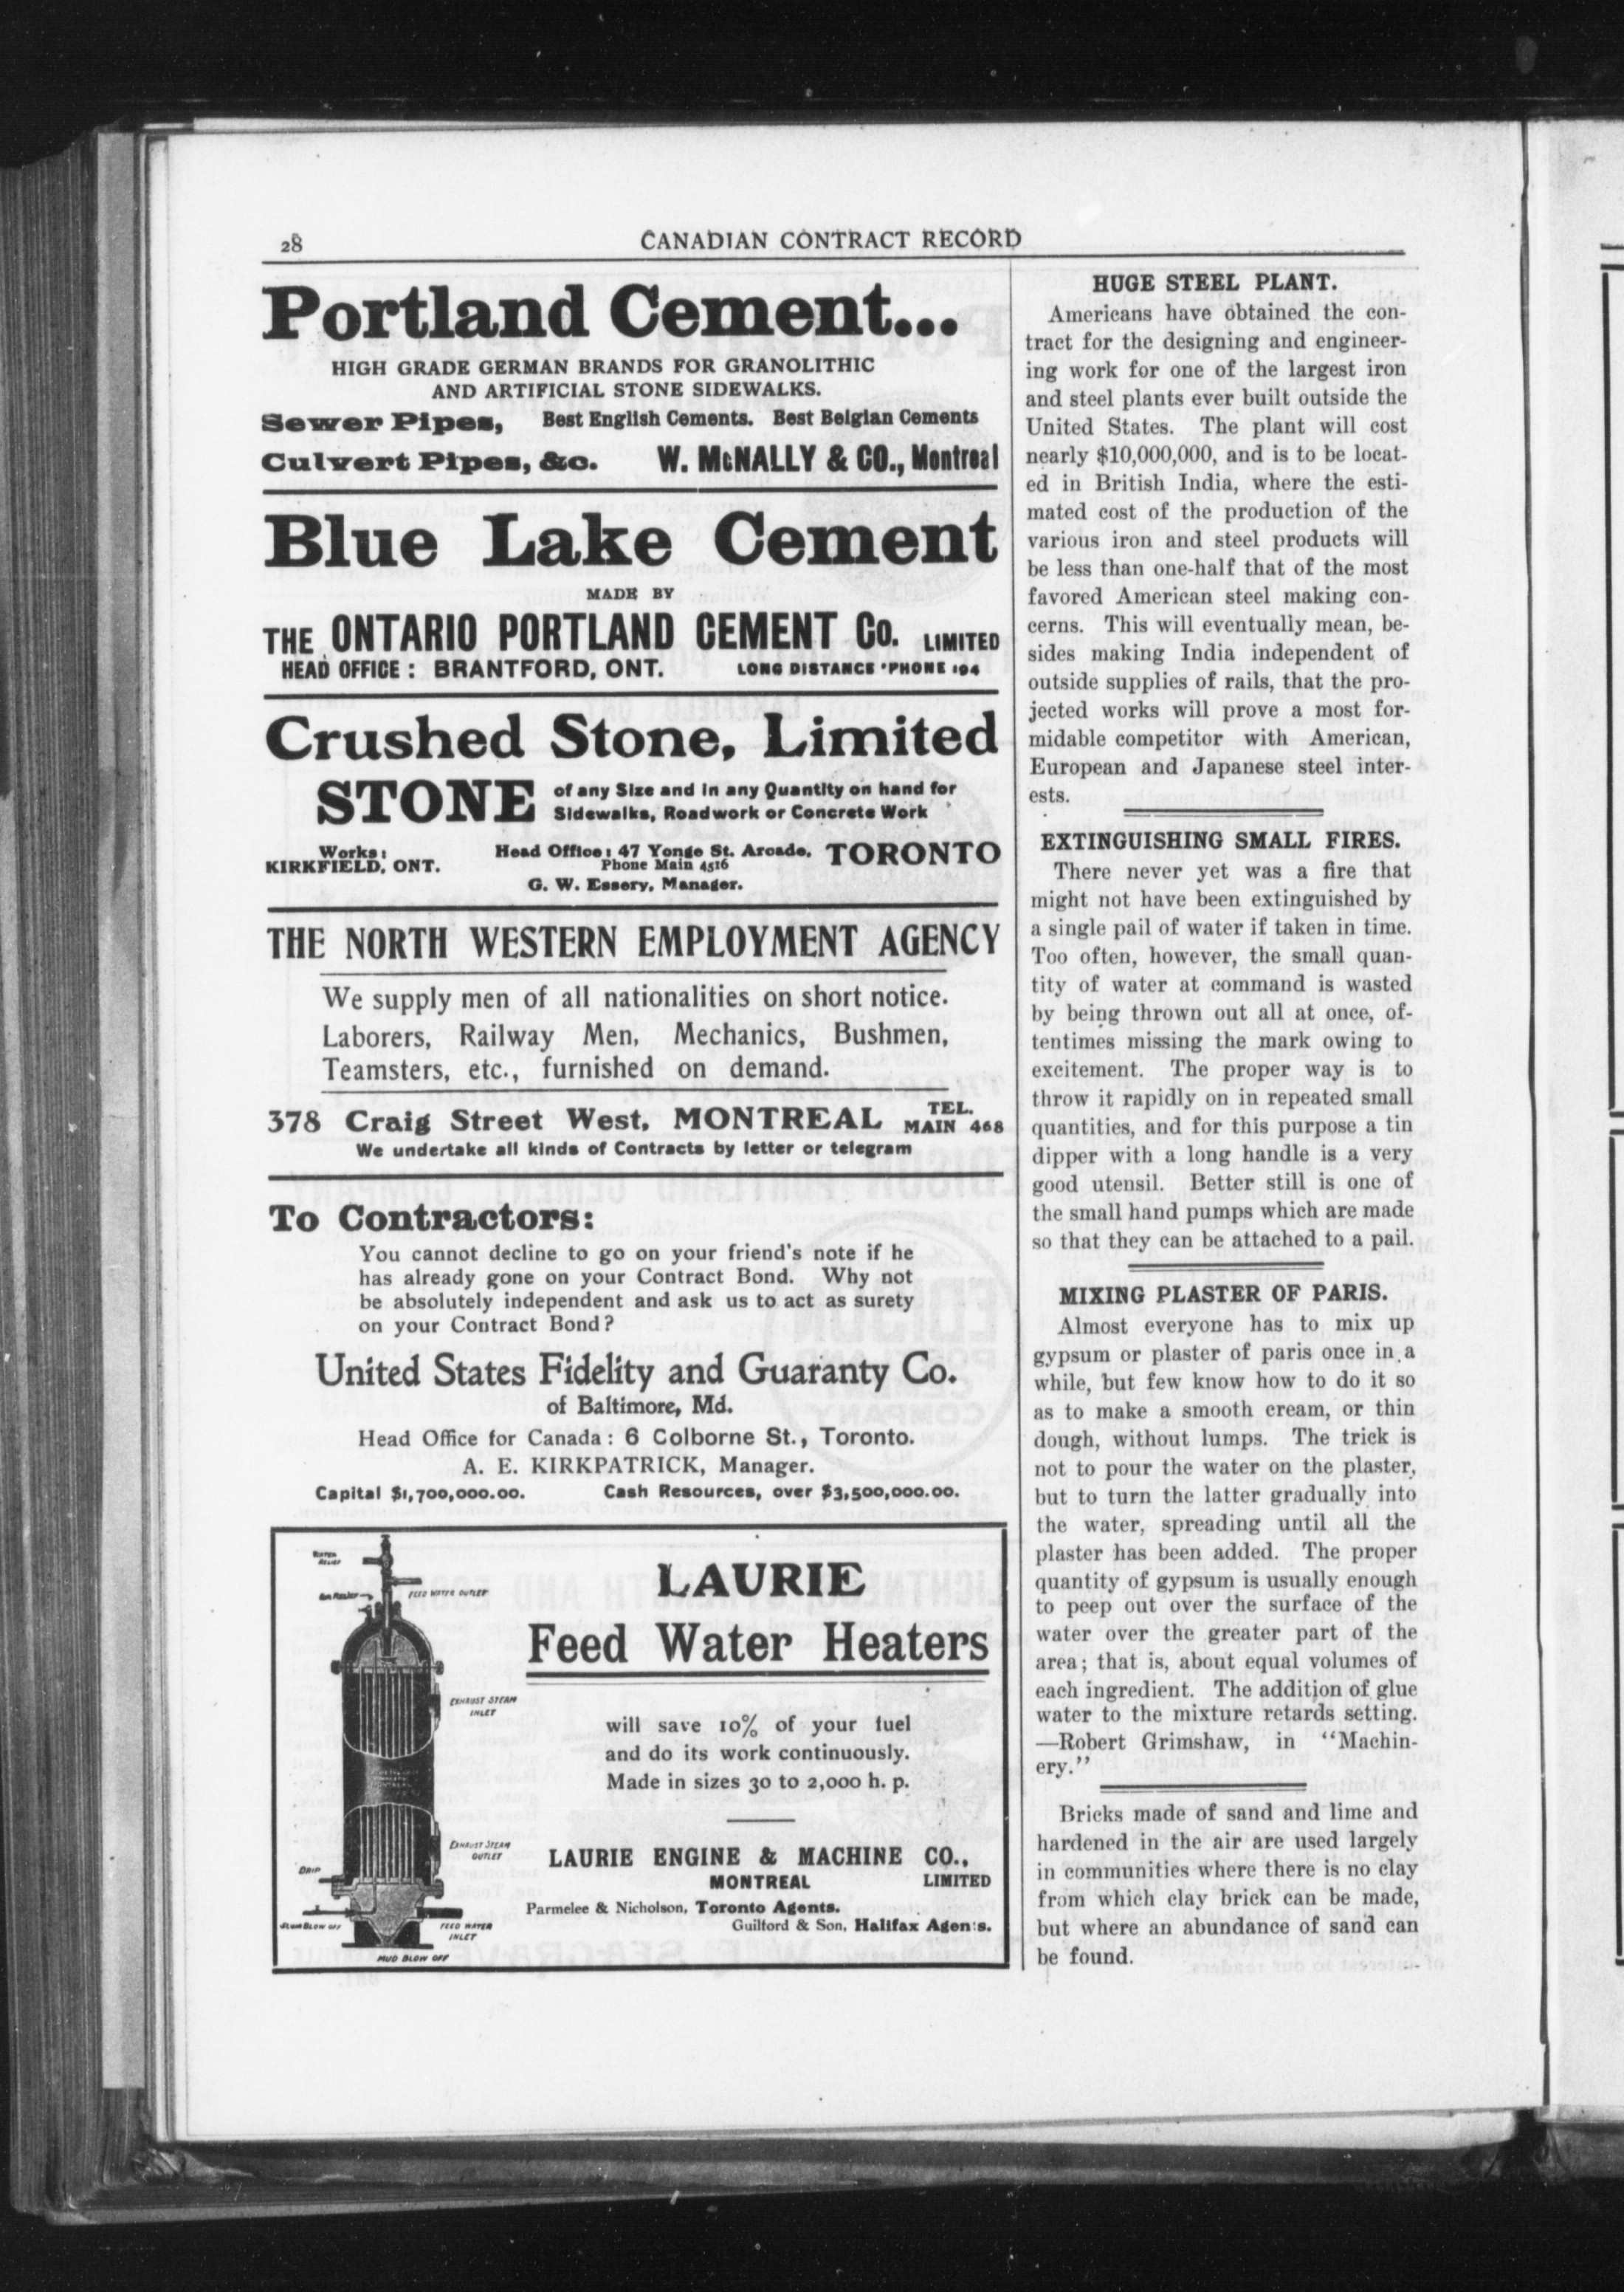 28
CANADIAN CONTRACT RECORD
Portland Cement...
HIGH GRADE GERMAN BRANDS FOR GRANOLITHIC
AND ARTIFICIAL STONE SIDEWALKS.
Sewer Pipes, Best English Cements. Best Belgian Cements
Culvert Pipes, &c. W. McNALLY & CO., Montreal
Blue Lake Cement
MADE BY
THE ONTARIO PORTLAND CEMENT Co. LIMITED
HEAD OFFICE : BRANTFORD, ONT. LONG DISTANCE 'PHONE 194
Crushed Stone, Limited
STONE of any Size and in any Quantity on hand for
Sidewalks, Roadwork or Concrete Work
Works:
KIRKFIELD, ONT.
Head Office: 47 Yonge St. Arcade, TORONTO
Phone Main 4516
G. W. Essery, Manager.
THE NORTH WESTERN EMPLOYMENT AGENCY
We supply men of all nationalities on short notice.
Laborers, Railway Men, Mechanics, Bushmen,
Teamsters, etc., furnished on demand.
378 Craig Street West, MONTREAL TEL. MAIN 468
We undertake all kinds of Contracts by letter or telegram
To Contractors:
You cannot decline to go on your friend's note if he
has already gone on your Contract Bond. Why not
be absolutely independent and ask us to act as surety
on your Contract Bond?
United States Fidelity and Guaranty Co.
of Baltimore, Md.
Head Office for Canada : 6 Colborne St., Toronto.
A. E. KIRKPATRICK, Manager.
Capital $1,700,000.00. Cash Resources, over $3,500,000.00.
WATER
RELIEF
FEED WATER OUTLET
EXHAUST STEAM
INLET
EXHAUST STEAM
OUTLET
DRIP
SCUM BLOW OFF
FEED WATER
INLET
MUD BLOW OFF
LAURIE
Feed Water Heaters
will save 10% of your fuel
and do its work continuously.
Made in sizes 30 to 2,000 h. p.
LAURIE ENGINE & MACHINE CO.,
MONTREAL LIMITED
Parmelee & Nicholson, Toronto Agents.
Guilford & Son, Halifax Agents.
HUGE STEEL PLANT.
Americans have obtained the con-
tract for the designing and engineer-
ing work for one of the largest iron
and steel plants ever built outside the
United States. The plant will cost
nearly $10,000,000, and is to be locat-
ed in British India, where the esti-
mated cost of the production of the
various iron and steel products will
be less than one-half that of the most
favored American steel making con-
cerns. This will eventually mean, be-
sides making India independent of
outside supplies of rails, that the pro-
jected works will prove a most for-
midable competitor with American,
European and Japanese steel inter-
ests.
EXTINGUISHING SMALL FIRES.
There never yet was a fire that
might not have been extinguished by
a single pail of water if taken in time.
Too often, however, the small quan-
tity of water at command is wasted
by being thrown out all at once, of-
tentimes missing the mark owing to
excitement. The proper way is to
throw it rapidly on in repeated small
quantities, and for this purpose a tin
dipper with a long handle is a very
good utensil. Better still is one of
the small hand pumps which are made
so that they can be attached to a pail.
MIXING PLASTER OF PARIS.
Almost everyone has to mix up
gypsum or plaster of paris once in a
while, but few know how to do it so
as to make a smooth cream, or thin
dough, without lumps. The trick is
not to pour the water on the plaster,
but to turn the latter gradually into
the water, spreading until all the
plaster has been added. The proper
quantity of gypsum is usually enough
to peep out over the surface of the
water over the greater part of the
area; that is, about equal volumes of
each ingredient. The addition of glue
water to the mixture retards setting.
—Robert Grimshaw, in "Machin-
ery."
Bricks made of sand and lime and
hardened in the air are used largely
in communities where there is no clay
from which clay brick can be made,
but where an abundance of sand can
be found.